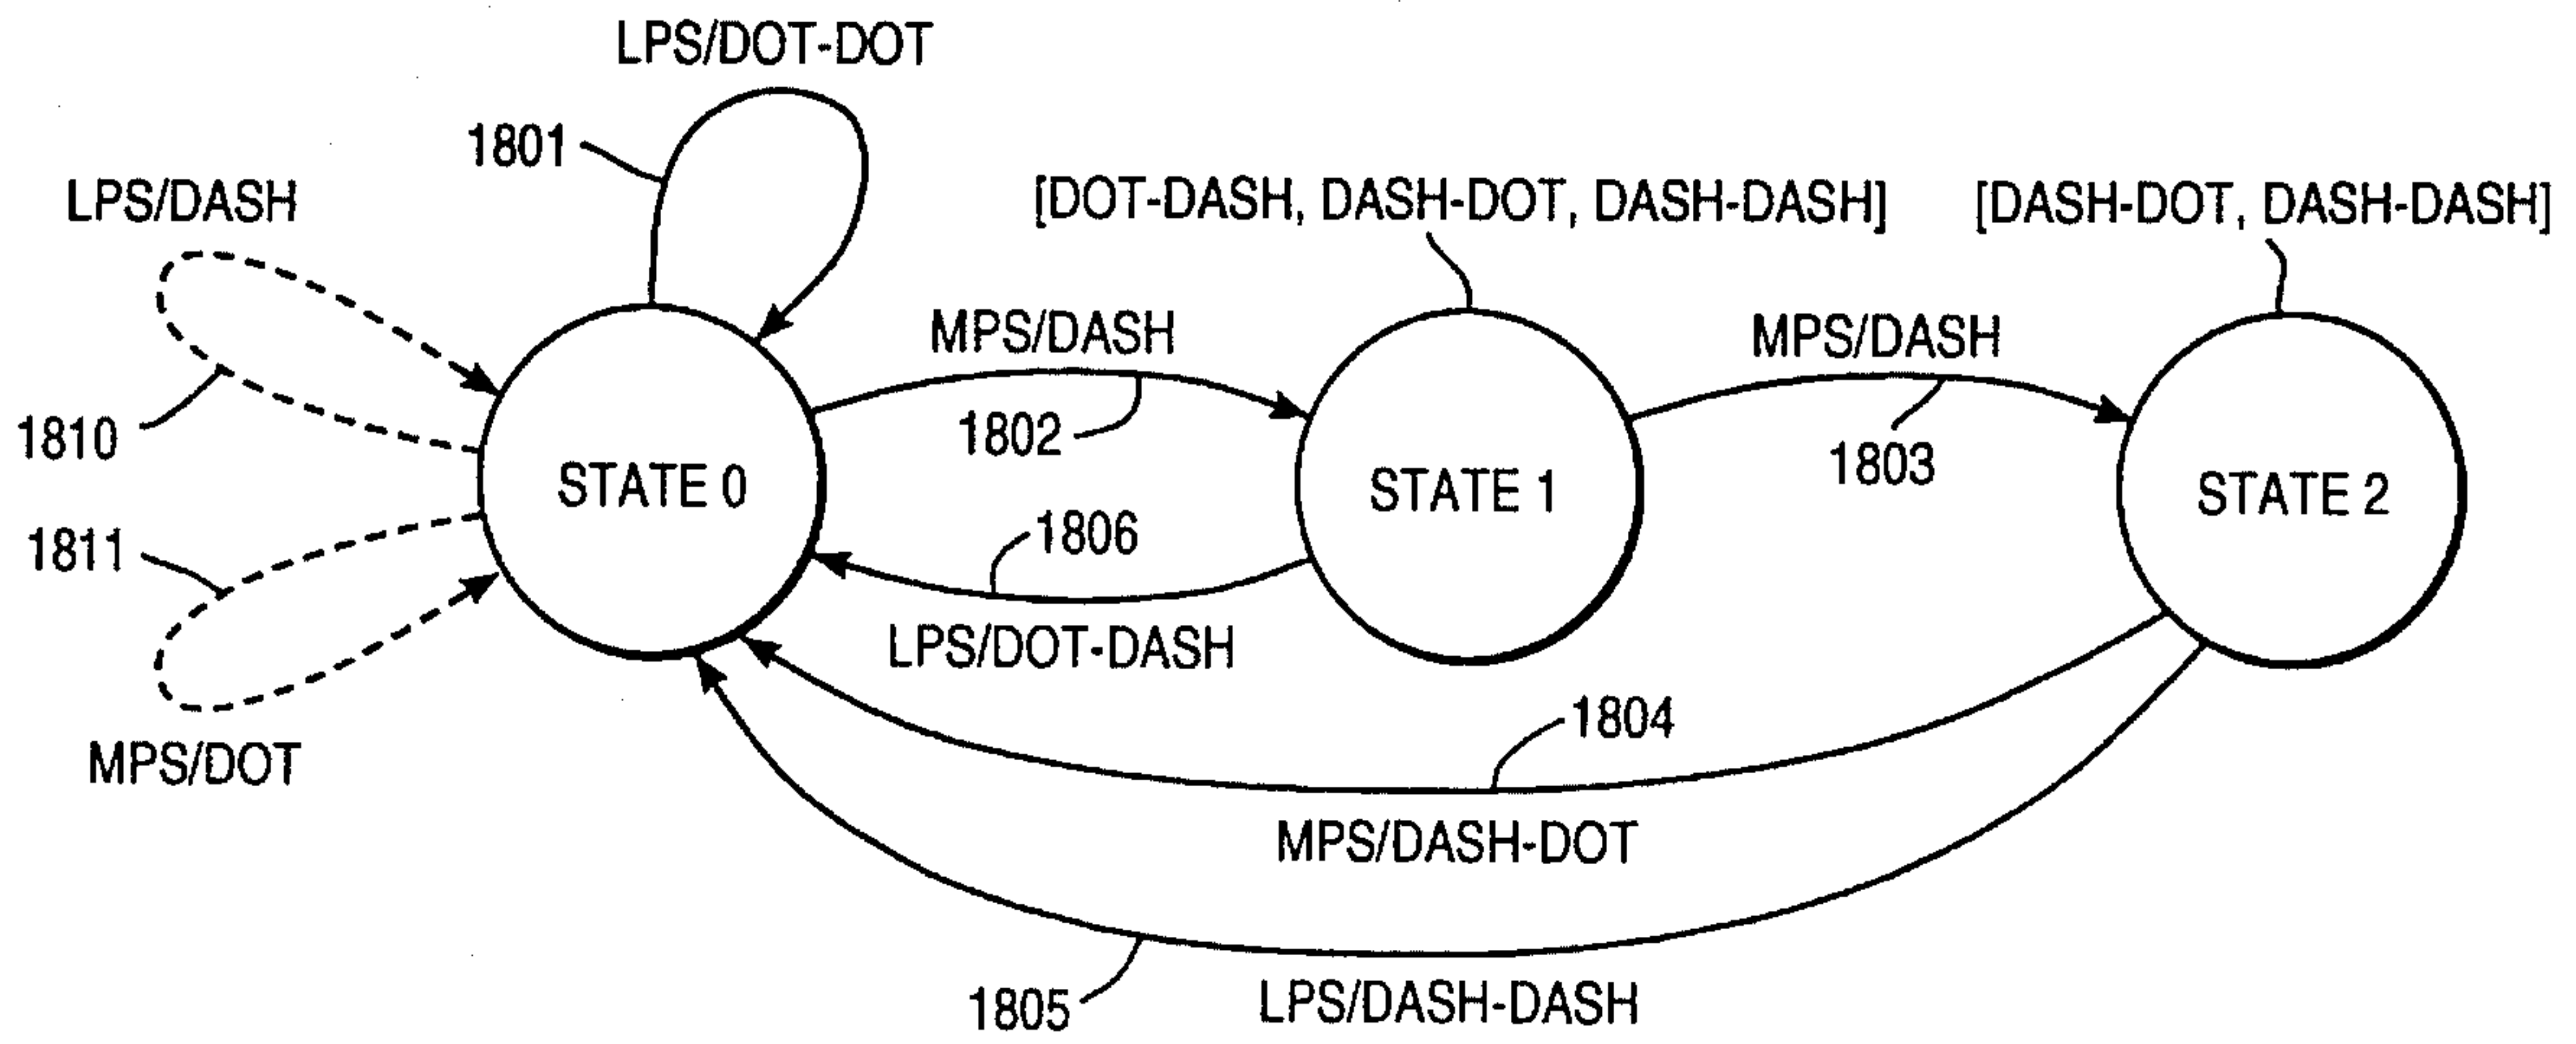 LPS/DOT-DOT
1801
LPS/DASH
[DOT-DASH, DASH-DOT, DASH-DASH]
[DASH-DOT, DASH-DASH]
MPS/DASH
MPS/DASH
1810
1802
1803
STATE 0
STATE 1
STATE 2
1811
1806
LPS/DOT-DASH
MPS/DOT
1804
MPS/DASH-DOT
1805
LPS/DASH-DASH